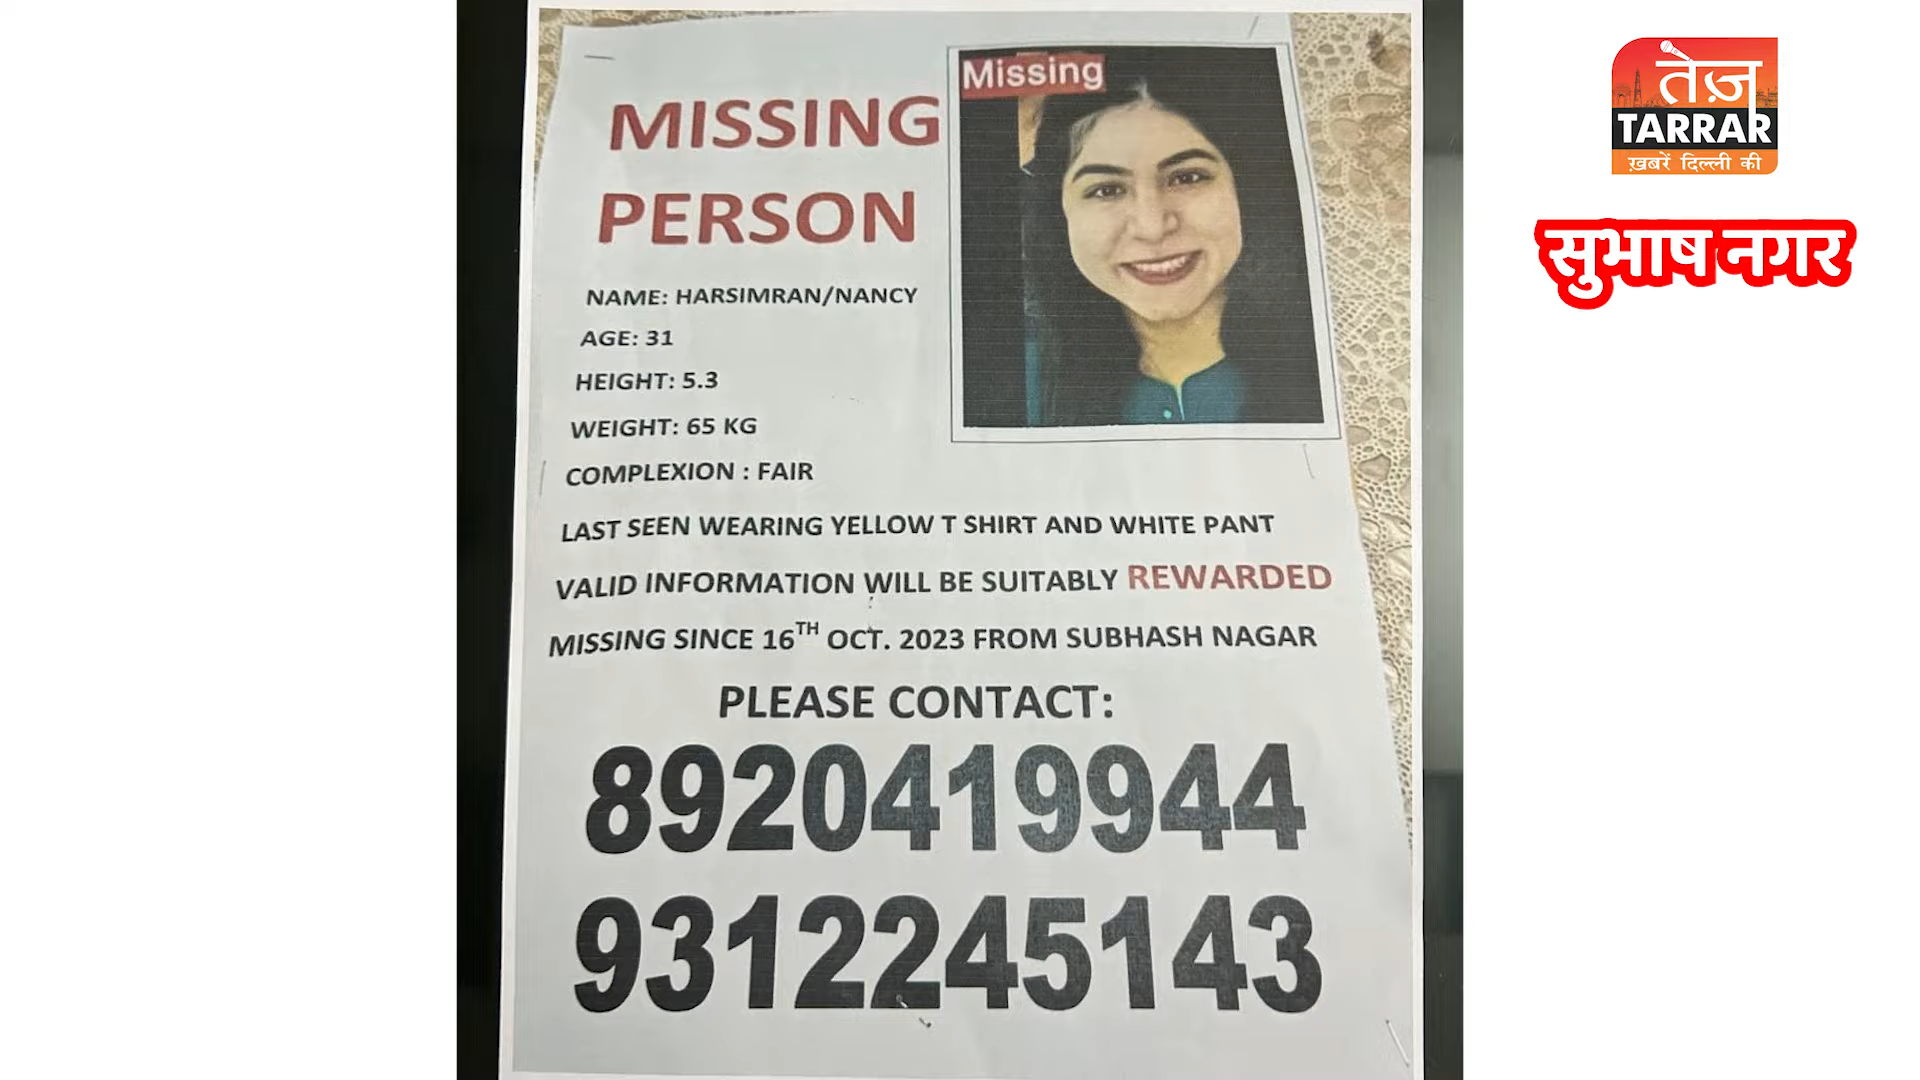 MISSING
PERSON
Missing
NAME: HARSIMRAN/NANCY
AGE: 31
HEIGHT: 5.3
WEIGHT: 65 KG
COMPLEXION : FAIR
LAST SEEN WEARING YELLOW T SHIRT AND WHITE PANT
VALID INFORMATION WILL BE SUITABLY REWARDED
MISSING SINCE 16TH OCT. 2023 FROM SUBHASH NAGAR
PLEASE CONTACT:
8920419944
9312245143
तेज़
TARRAR
ख़बरें दिल्ली की
सुभाष नगर